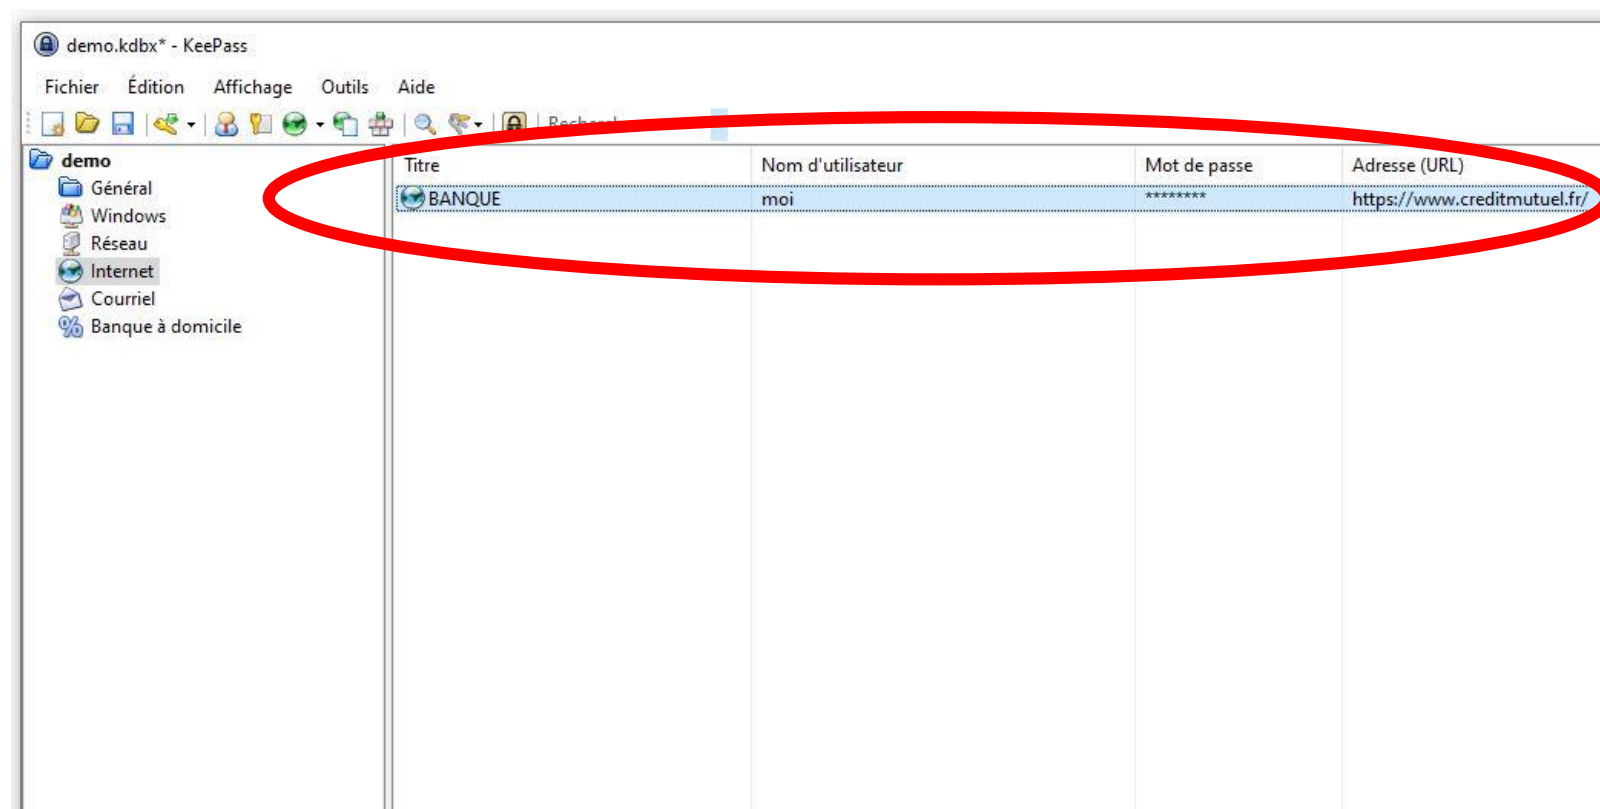 demo.kdbx* - KeePass
Fichier Édition Affichage Outils Aide
demo
Général
Windows
Réseau
Internet
Courriel
Banque à domicile
Titre Nom d'utilisateur Mot de passe Adresse (URL)
BANQUE moi ******** https://www.creditmutuel.fr/